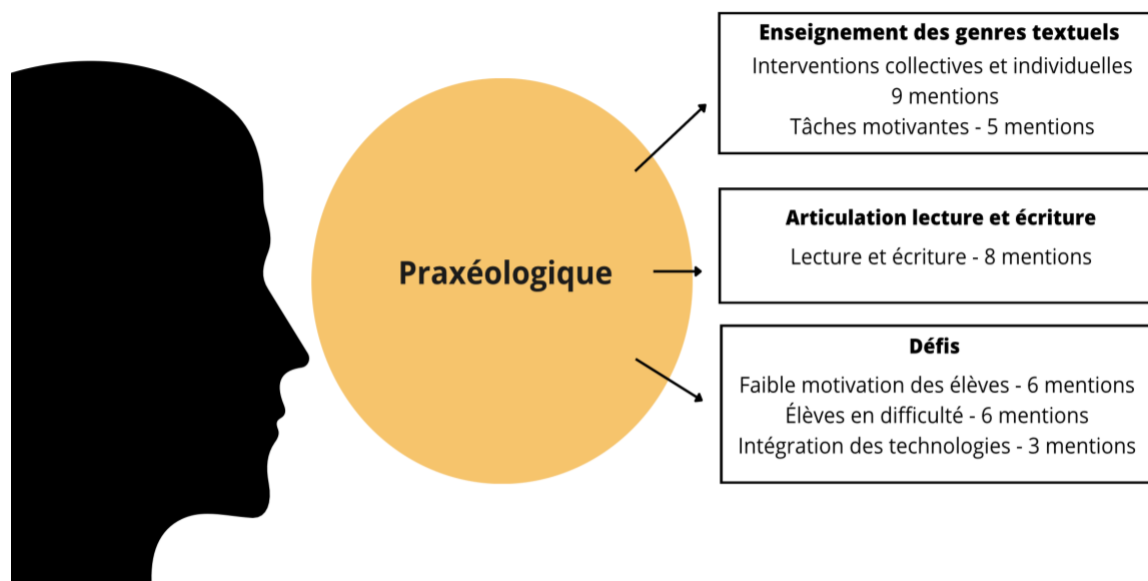 Praxéologique
Enseignement des genres textuels
Interventions collectives et individuelles
9 mentions
Tâches motivantes - 5 mentions
Articulation lecture et écriture
Lecture et écriture - 8 mentions
Défis
Faible motivation des élèves - 6 mentions
Élèves en difficulté - 6 mentions
Intégration des technologies - 3 mentions